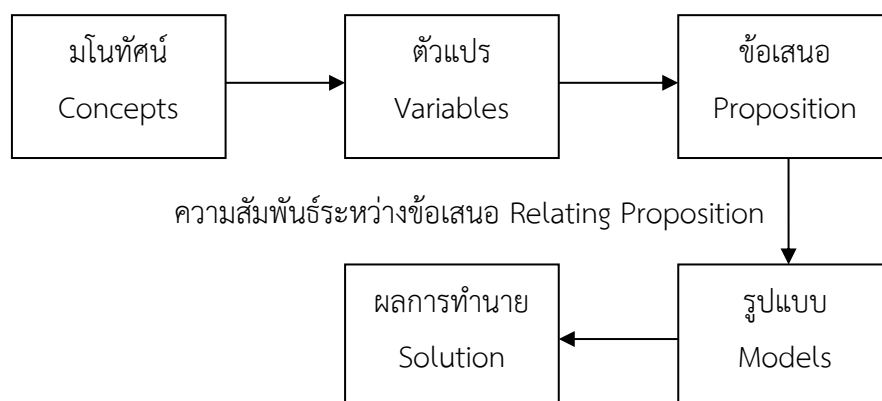 มโนทัศน์
Concepts
ตัวแปร
Variables
ข้อเสนอ
Proposition
ความสัมพันธ์ระหว่างข้อเสนอ Relating Proposition
ผลการทำนาย
Solution
รูปแบบ
Models